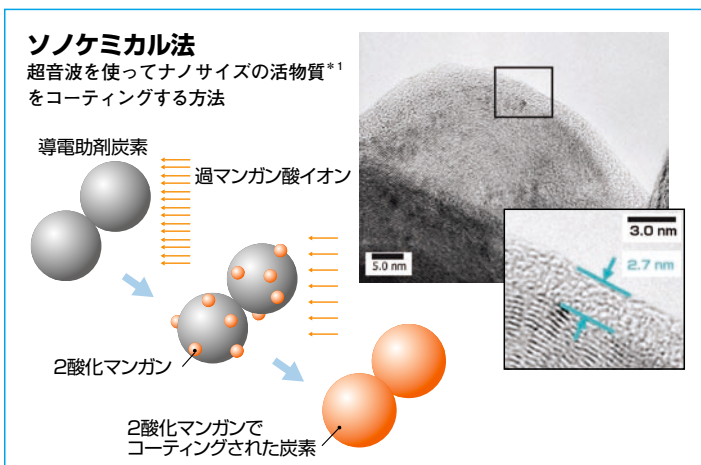 ソノケミカル法
超音波を使ってナノサイズの活物質*1
をコーティングする方法
導電助剤炭素
過マンガン酸イオン
2酸化マンガン
2酸化マンガンで
コーティングされた炭素
5.0 nm
3.0 nm
2.7 nm